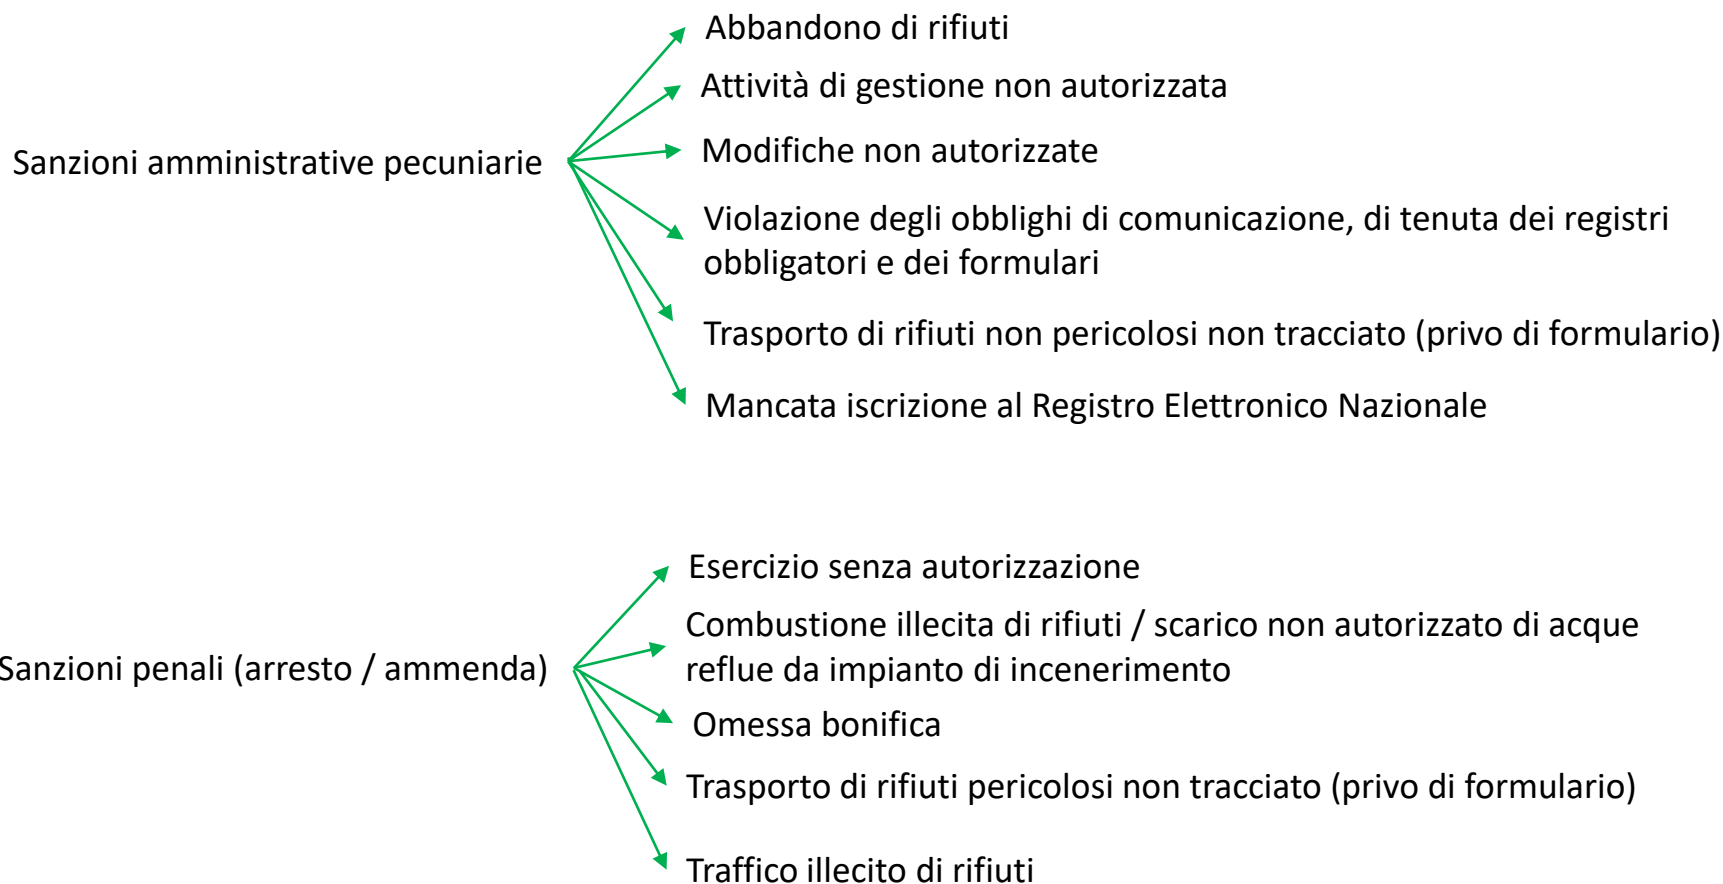 Abbandono di rifiuti
Attività di gestione non autorizzata
Sanzioni amministrative pecuniarie
Modifiche non autorizzate
Violazione degli obblighi di comunicazione, di tenuta dei registri
obbligatori e dei formulari
Trasporto di rifiuti non pericolosi non tracciato (privo di formulario)
Mancata iscrizione al Registro Elettronico Nazionale
Esercizio senza autorizzazione
Combustione illecita di rifiuti / scarico non autorizzato di acque
reflue da impianto di incenerimento
Sanzioni penali (arresto / ammenda)
Omessa bonifica
Trasporto di rifiuti pericolosi non tracciato (privo di formulario)
Traffico illecito di rifiuti